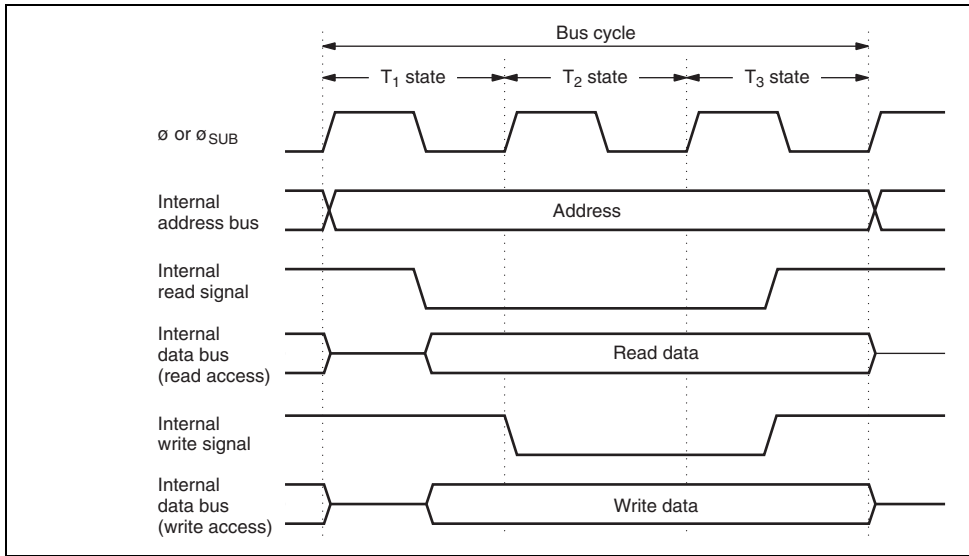 Bus cycle
T₁ state
T₂ state
T₃ state
ø or øSUB
Internal
address bus
Address
Internal
read signal
Internal
data bus
(read access)
Read data
Internal
write signal
Internal
data bus
(write access)
Write data